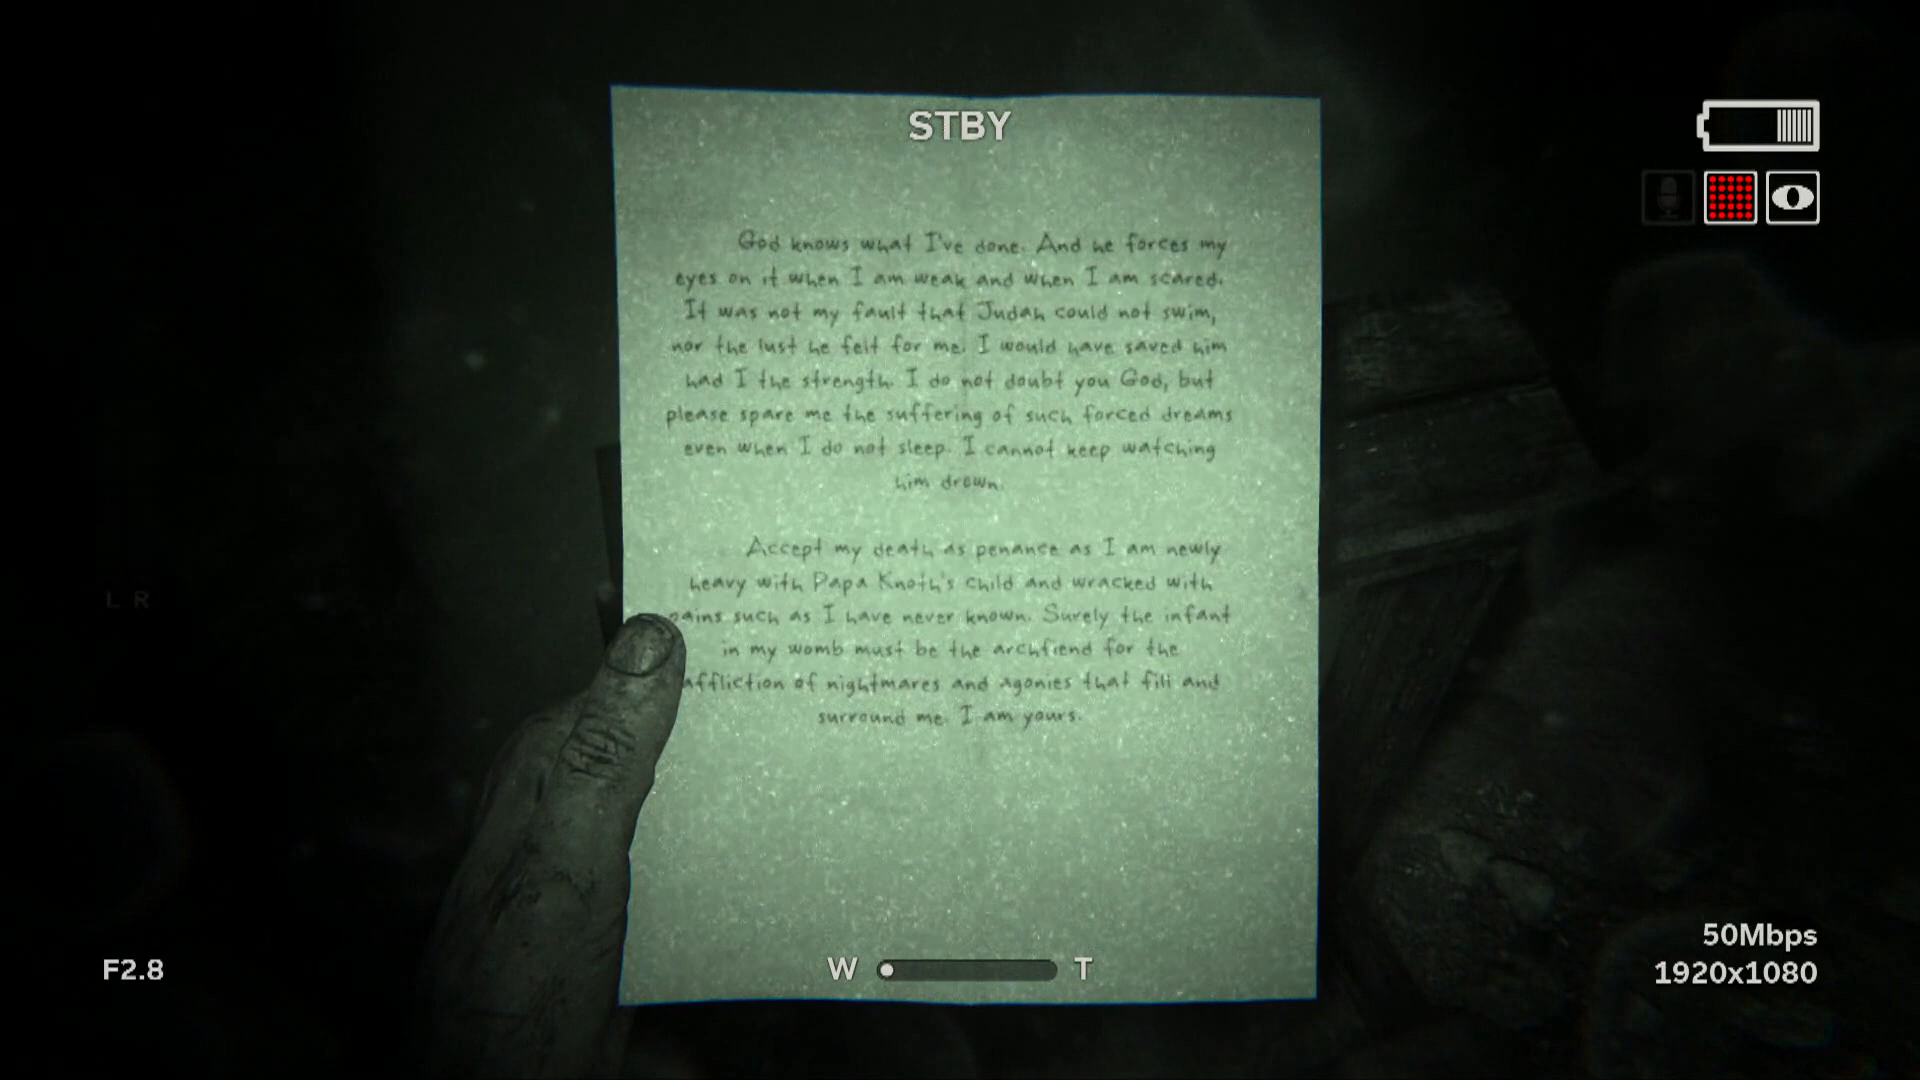 STBY
God knows what I've done. And he forces my
eyes on it when I am weak and when I am scared.
It was not my fault that Judah could not swim,
nor the lust he felt for me. I would have saved him
had I the strength. I do not doubt you God, but
please spare me the suffering of such forced dreams
even when I do not sleep. I cannot keep watching
him drown.
Accept my death as penance as I am newly
heavy with Papa Knoth's child and wracked with
pains such as I have never known. Surely the infant
in my womb must be the archfiend for the
affliction of nightmares and agonies that fill and
surround me. I am yours.
L R
F2.8
W T
50Mbps
1920x1080